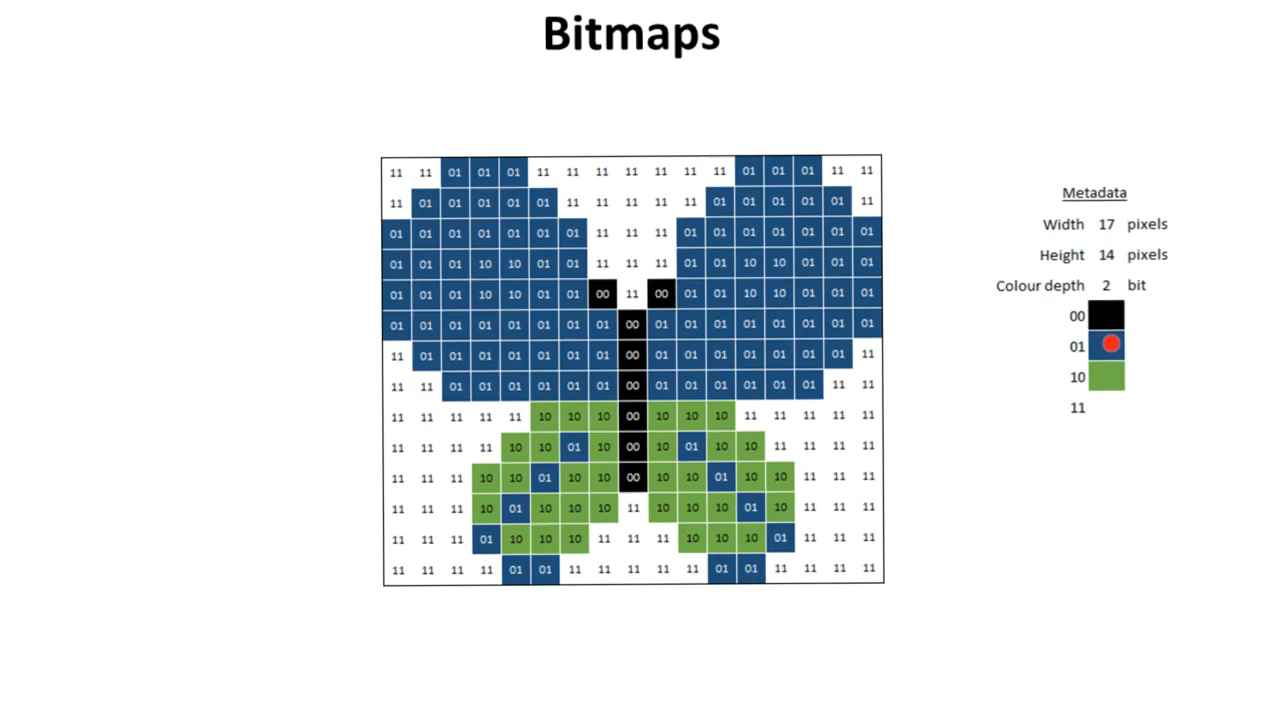 Bitmaps
11 11 01 01 01 11 11 11 11 11 11 11 01 01 01 11 11
11 01 01 01 01 01 11 11 11 11 11 01 01 01 01 01 11
01 01 01 01 01 01 01 11 11 11 01 01 01 01 01 01 01
01 01 01 10 10 01 01 11 11 11 01 01 10 10 01 01 01
01 01 01 10 10 01 01 00 11 00 01 01 10 10 01 01 01
01 01 01 01 01 01 01 01 00 01 01 01 01 01 01 01 01
11 01 01 01 01 01 01 01 00 01 01 01 01 01 01 01 11
11 11 01 01 01 01 01 01 00 01 01 01 01 01 01 11 11
11 11 11 11 11 10 10 10 00 10 10 10 11 11 11 11 11
11 11 11 11 10 10 01 10 00 10 01 10 10 11 11 11 11
11 11 11 10 10 01 10 10 00 10 10 01 10 10 11 11 11
11 11 11 10 01 10 10 10 11 10 10 10 01 10 11 11 11
11 11 11 01 10 10 10 11 11 11 10 10 10 01 11 11 11
11 11 11 11 01 01 11 11 11 11 11 01 01 11 11 11 11
Metadata
Width 17 pixels
Height 14 pixels
Colour depth 2 bit
00
01
10
11